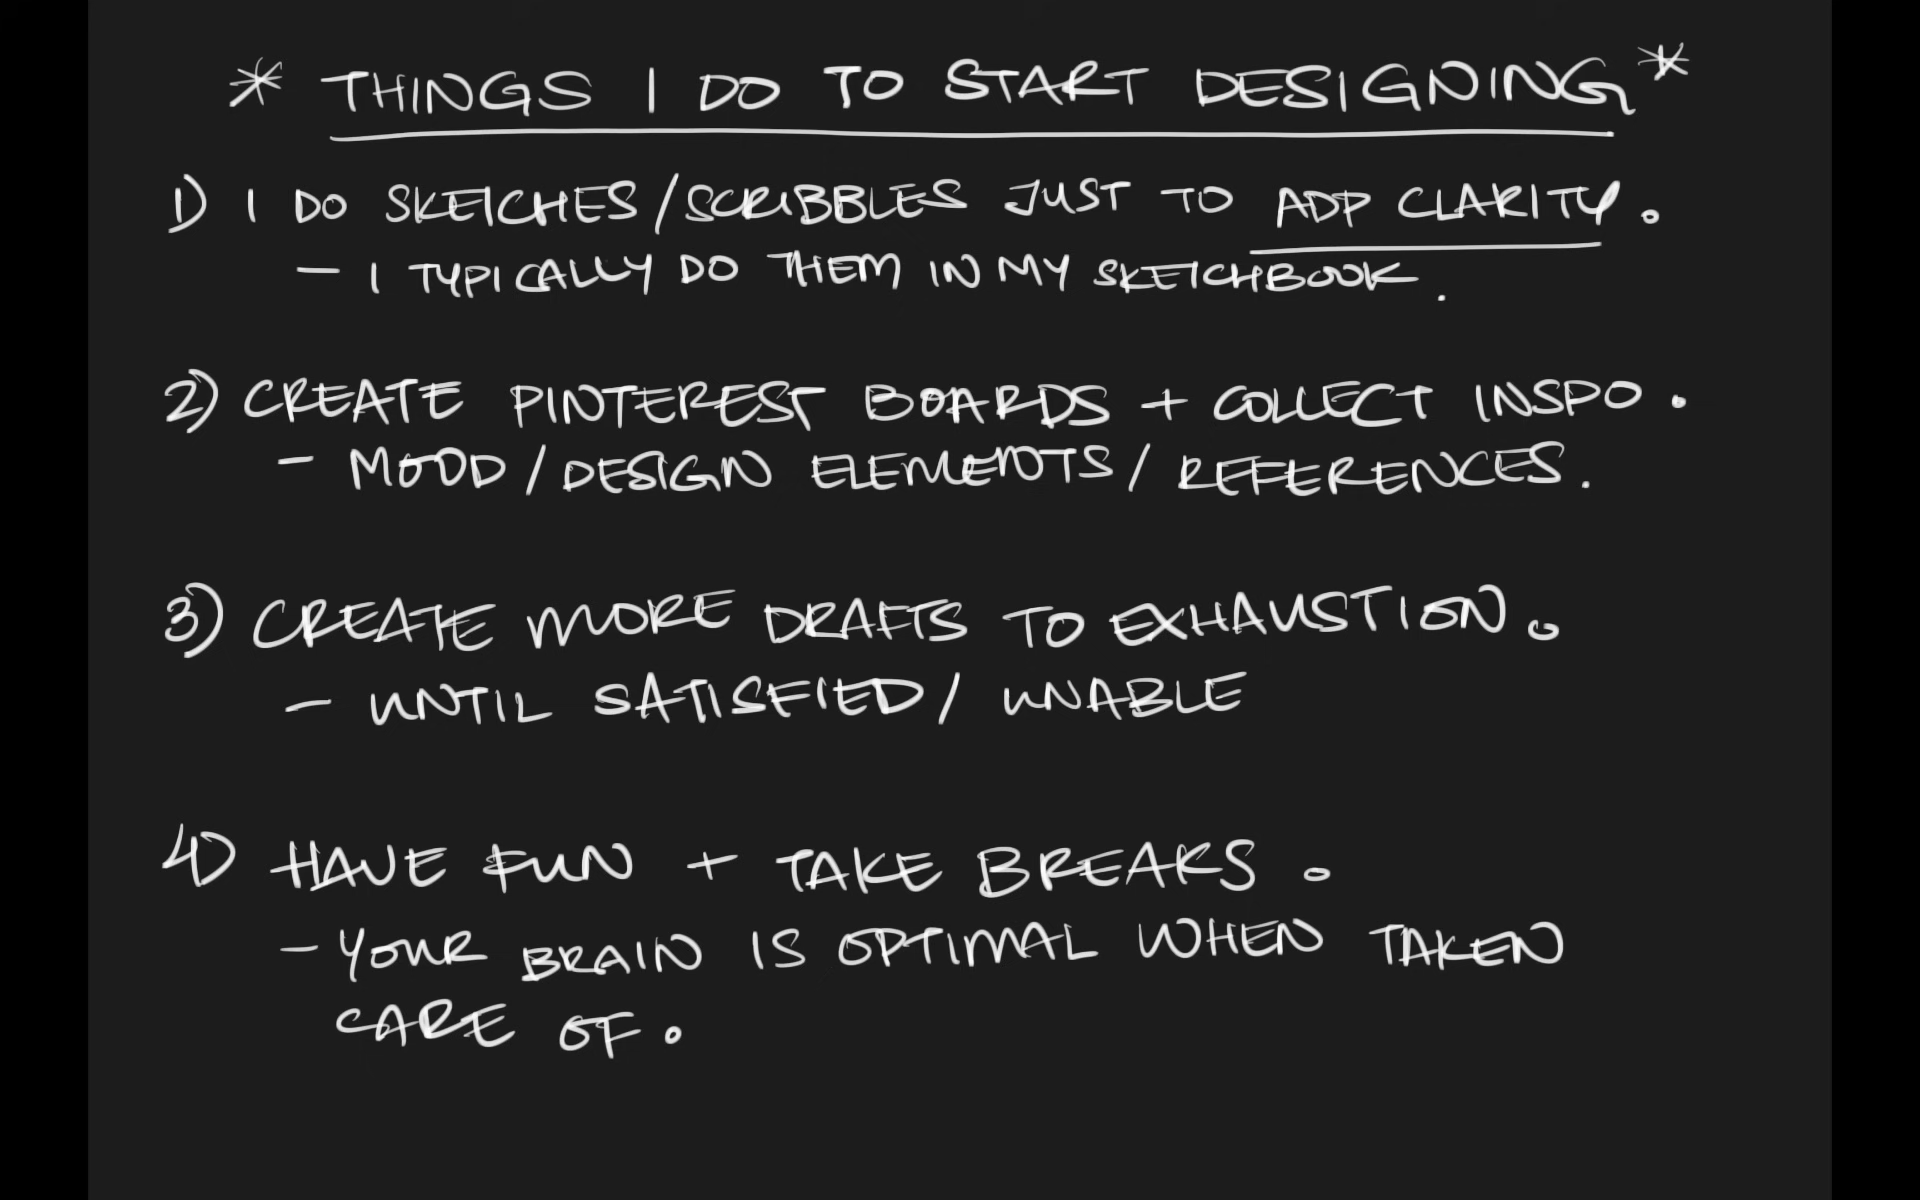 * THINGS I DO TO START DESIGNING *
1) I DO SKETCHES/SCRIBBLES JUST TO ADD CLARITY.
- I TYPICALLY DO THEM IN MY SKETCHBOOK.
2) CREATE PINTEREST BOARDS + COLLECT INSPO.
- MOOD/DESIGN ELEMENTS/REFERENCES.
3) CREATE MORE DRAFTS TO EXHAUSTION.
- UNTIL SATISFIED/UNABLE
4) HAVE FUN + TAKE BREAKS.
- YOUR BRAIN IS OPTIMAL WHEN TAKEN
CARE OF.